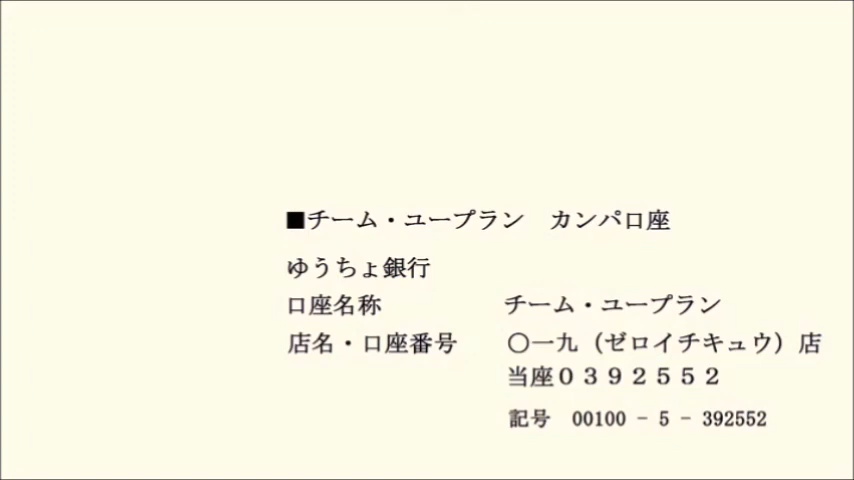 ■チーム・ユープラン　カンパ口座
ゆうちょ銀行
口座名称　チーム・ユープラン
店名・口座番号　〇一九（ゼロイチキュウ）店
当座０３９２５５２
記号　00100 − 5 − 392552